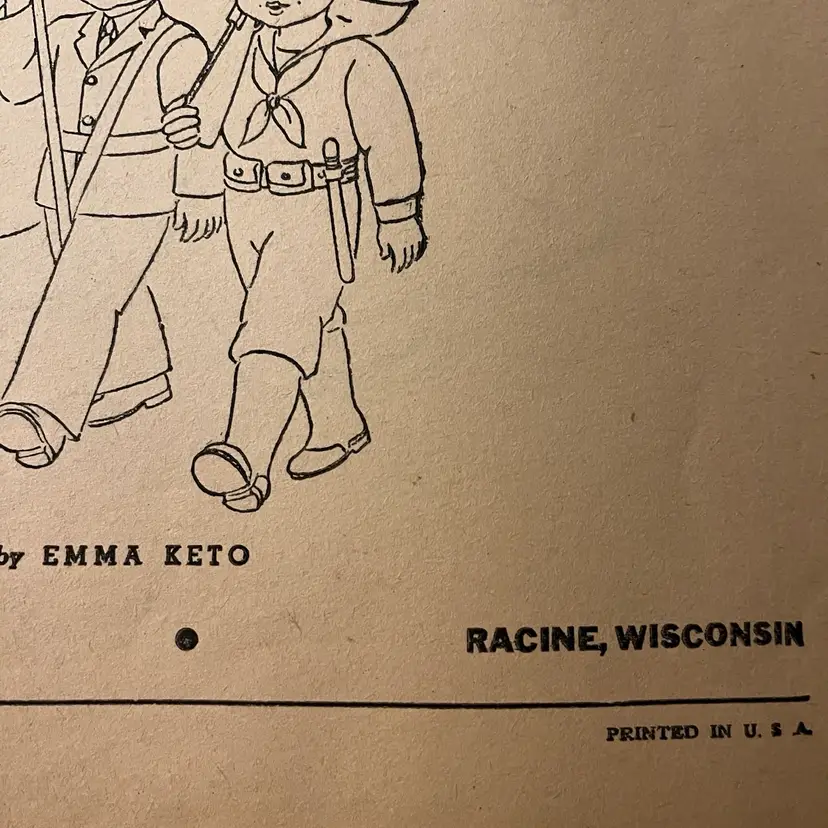 by EMMA KETO
RACINE, WISCONSIN
PRINTED IN U. S A.